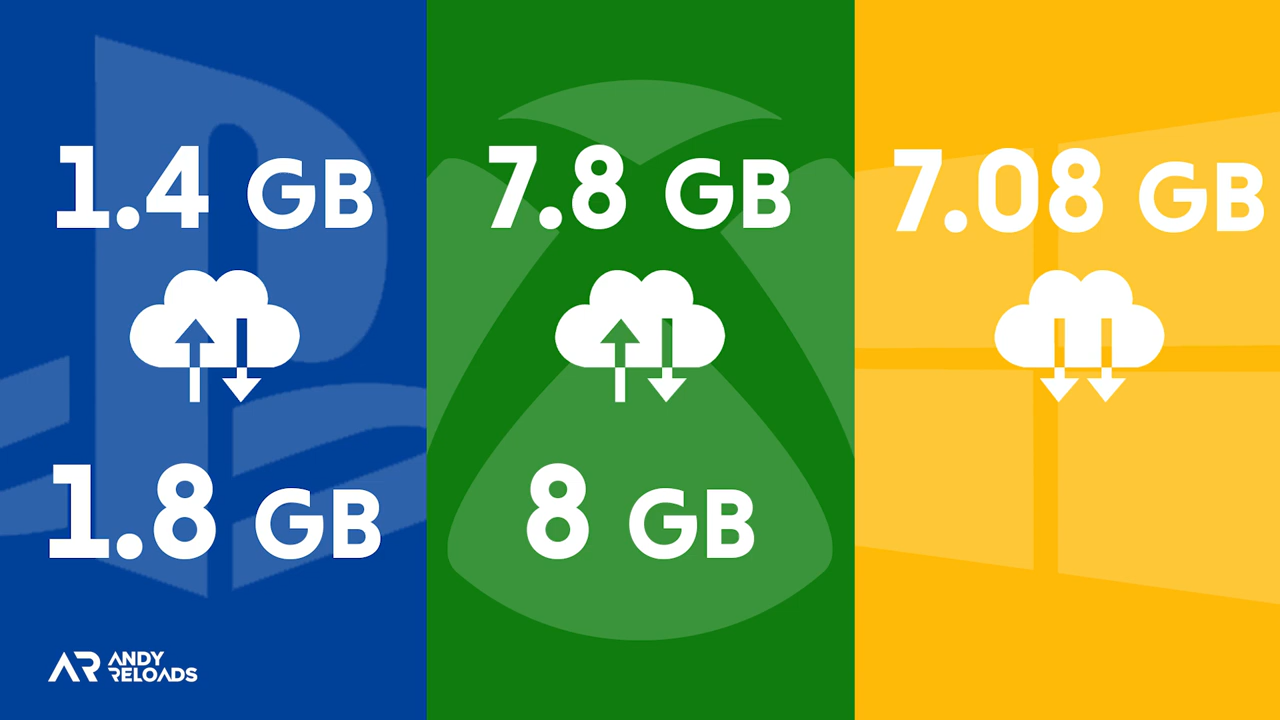 1.4 GB
7.8 GB
7.08 GB
1.8 GB
8 GB
AR ANDY
RELOADS